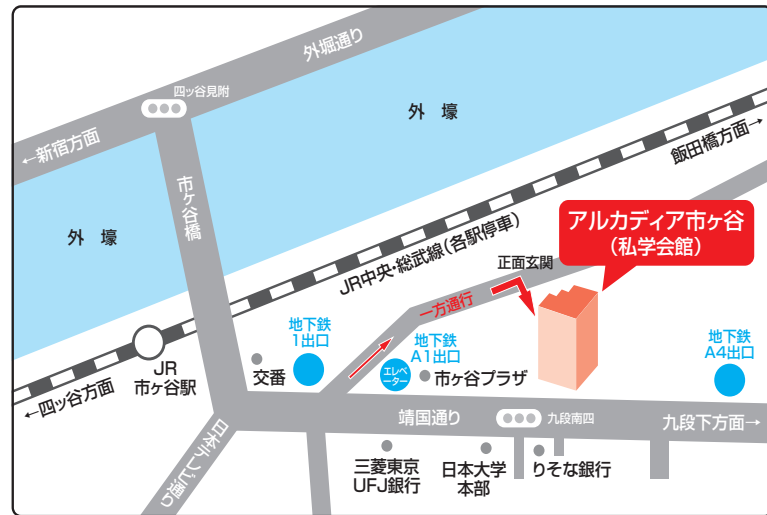 外堀通り
四ッ谷見附
外　壕
←新宿方面
飯田橋方面→
市ヶ谷橋
外　壕
アルカディア市ヶ谷
（私学会館）
JR中央・総武線（各駅停車）
正面玄関
一方通行
地下鉄
1出口
地下鉄
A1出口
地下鉄
A4出口
JR
市ヶ谷駅
交番
エレベ
ーター
市ヶ谷プラザ
←四ッ谷方面
靖国通り
九段南四
九段下方面→
日本テレビ通り
三菱東京
UFJ銀行
日本大学
本部
りそな銀行